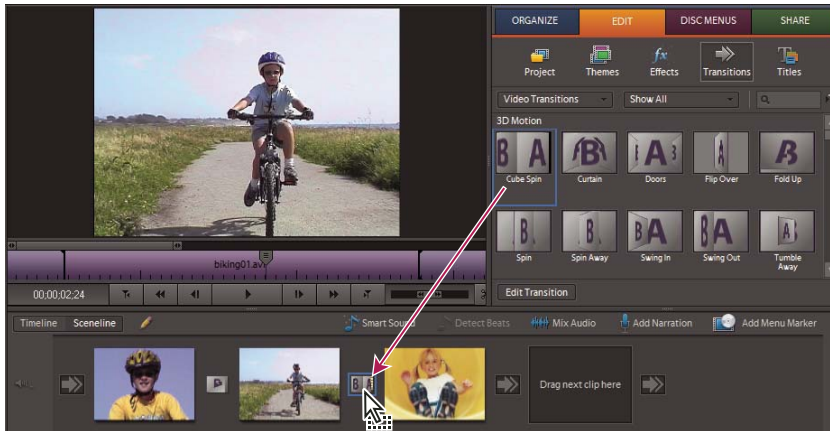 ORGANIZE EDIT DISC MENUS SHARE
Project Themes fx Effects Transitions T Titles
Video Transitions Show All
3D Motion
B A B A B A A B
Cube Spin Curtain Doors Flip Over Fold Up
B B B A B A A
Spin Spin Away Swing In Swing Out Tumble Away
biking01.avi
00;00;02;24
Edit Transition
Timeline Sceneline Smart Sound Detect Beats Mix Audio Add Narration Add Menu Marker
B A
Drag next clip here